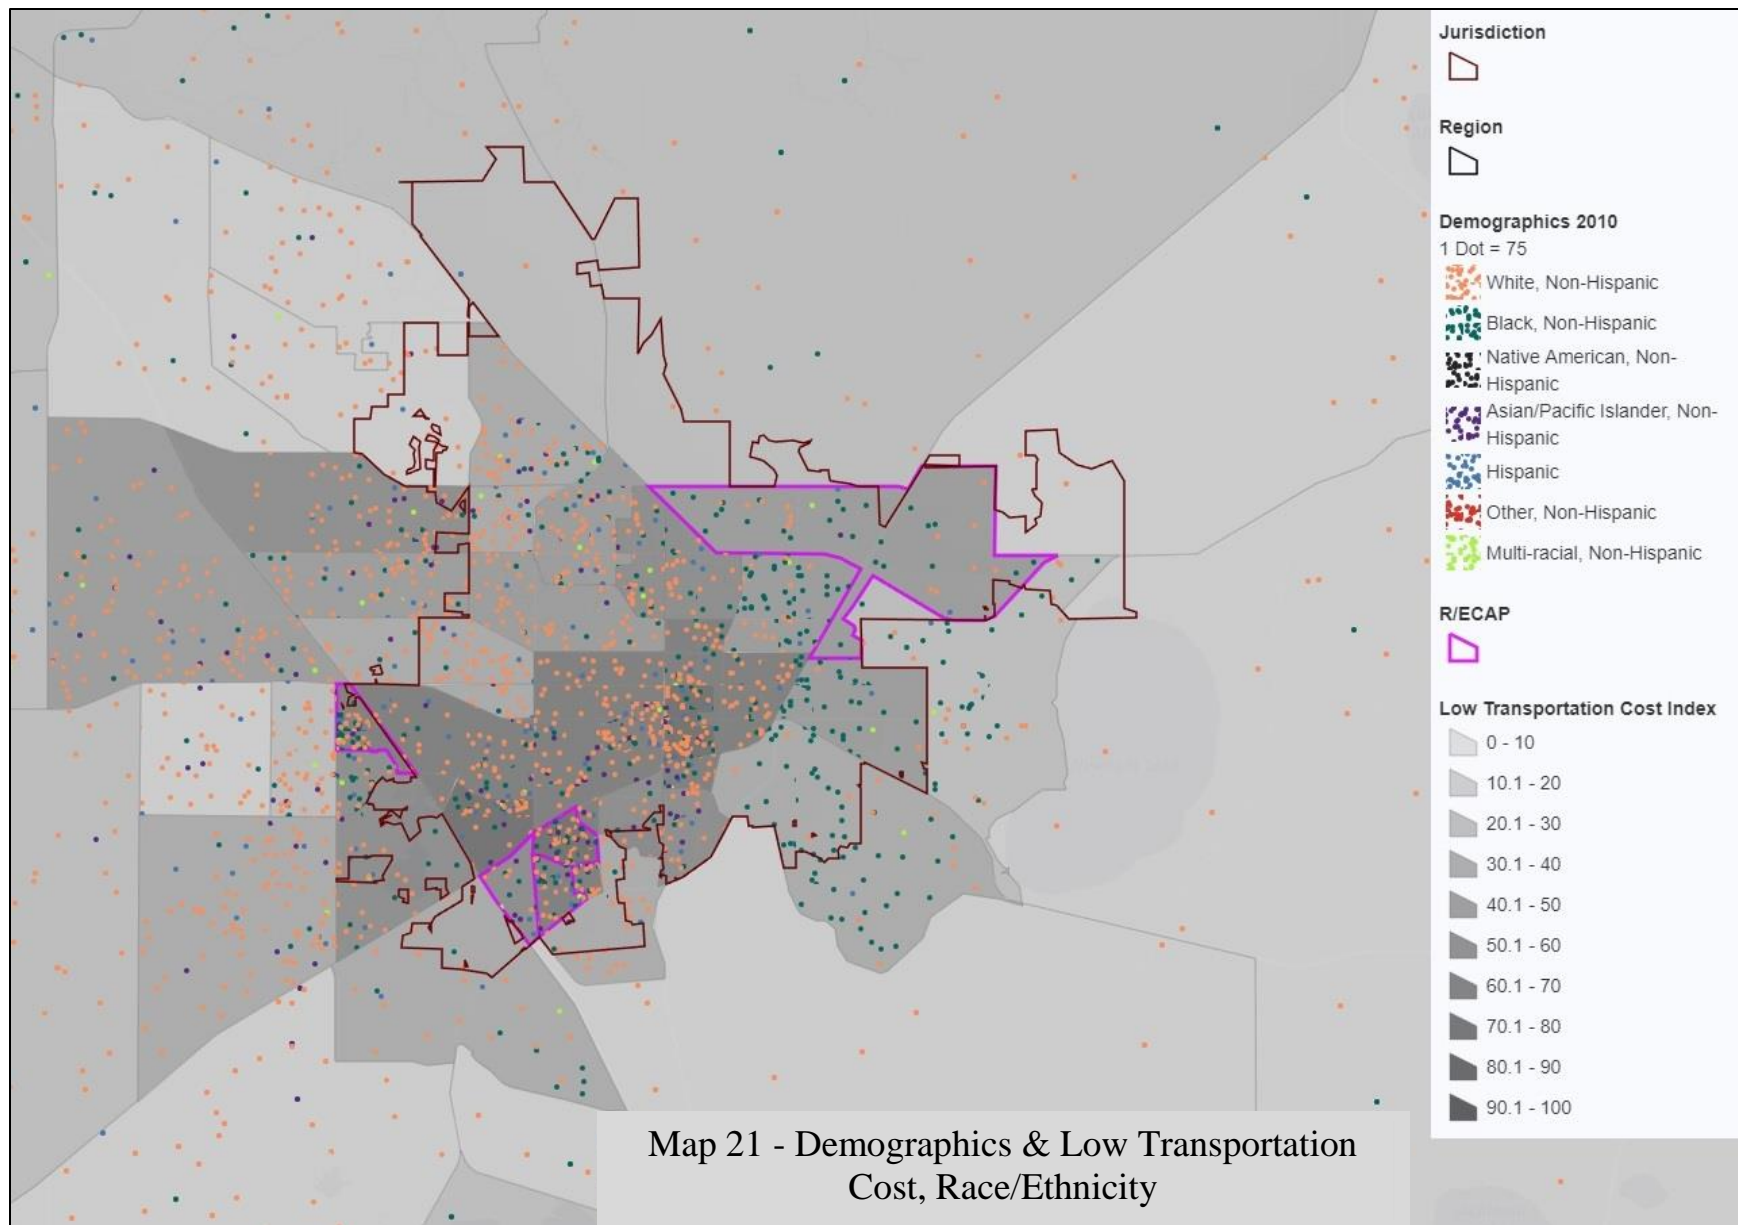 Jurisdiction
Region
Demographics 2010
1 Dot = 75
White, Non-Hispanic
Black, Non-Hispanic
Native American, Non-
Hispanic
Asian/Pacific Islander, Non-
Hispanic
Hispanic
Other, Non-Hispanic
Multi-racial, Non-Hispanic
R/ECAP
Low Transportation Cost Index
0 - 10
10.1 - 20
20.1 - 30
30.1 - 40
40.1 - 50
50.1 - 60
60.1 - 70
70.1 - 80
80.1 - 90
90.1 - 100
Map 21 - Demographics & Low Transportation
Cost, Race/Ethnicity